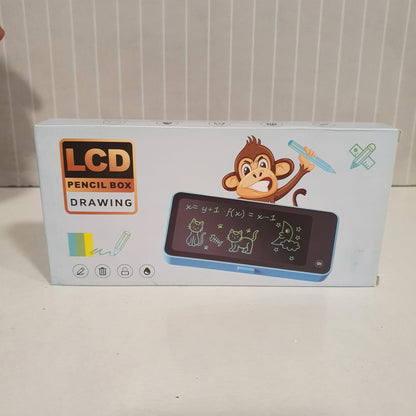 LCD
PENCIL BOX
DRAWING
x= y+1 f(x) = x-1